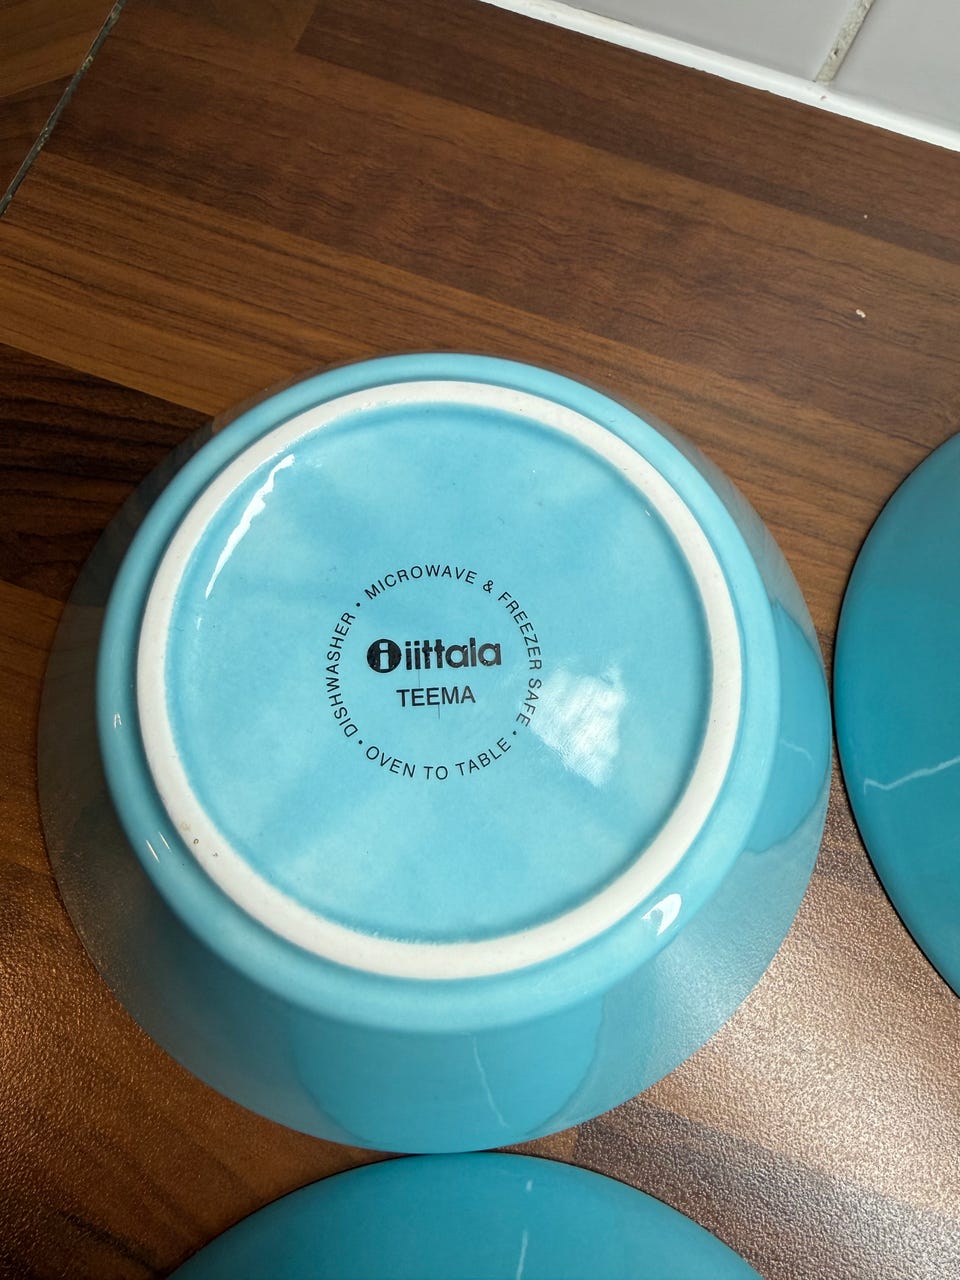 DISHWASHER • MICROWAVE & FREEZER SAFE • OVEN TO TABLE •
i iittala
TEEMA